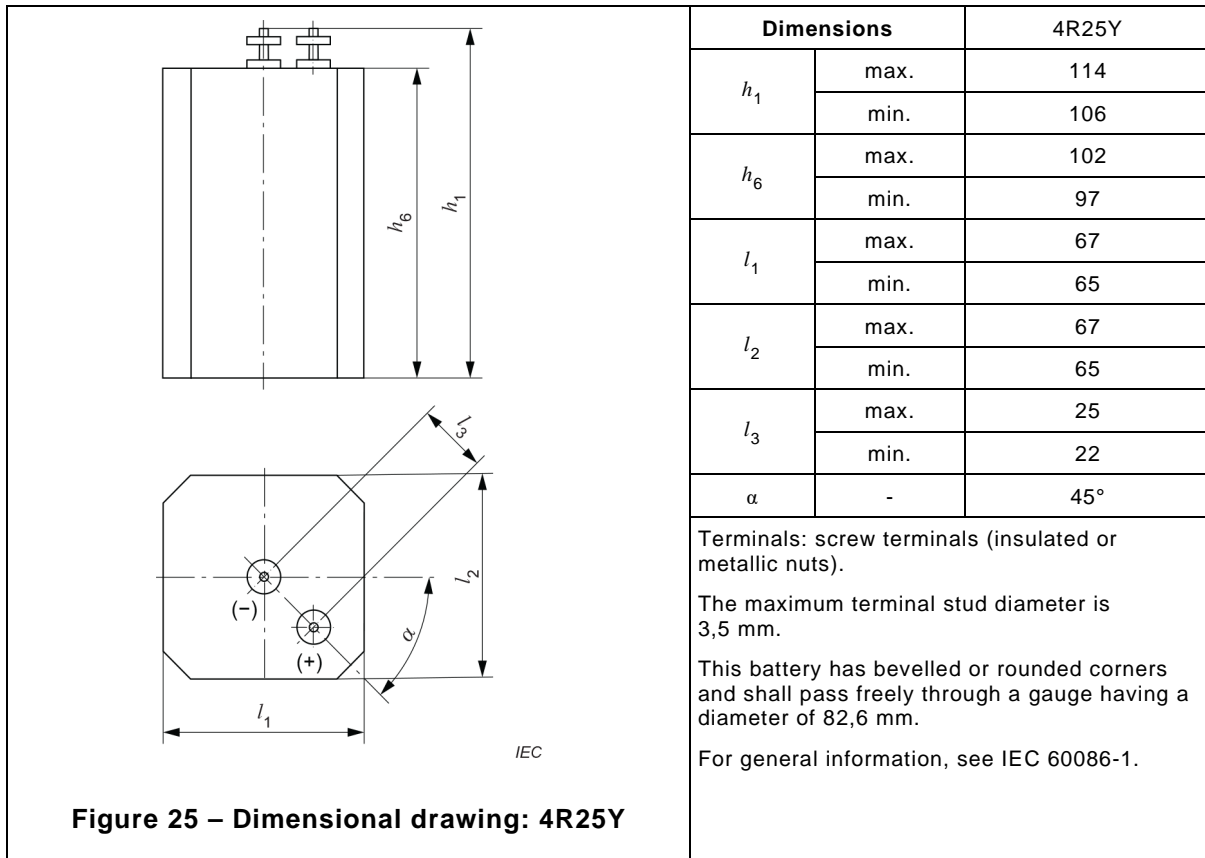 h6
h1
l3
(−)
(+)
l2
α
l1
IEC
Figure 25 – Dimensional drawing: 4R25Y
Dimensions 4R25Y
h1 max. 114
min. 106
h6 max. 102
min. 97
l1 max. 67
min. 65
l2 max. 67
min. 65
l3 max. 25
min. 22
α - 45°
Terminals: screw terminals (insulated or
metallic nuts).
The maximum terminal stud diameter is
3,5 mm.
This battery has bevelled or rounded corners
and shall pass freely through a gauge having a
diameter of 82,6 mm.
For general information, see IEC 60086-1.